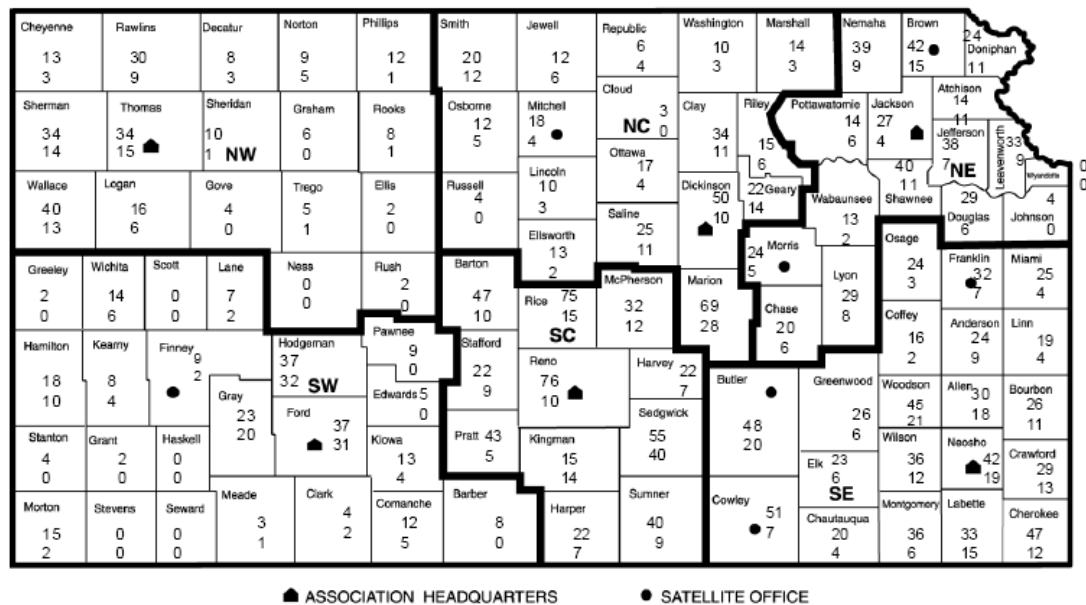 Cheyenne
13
3
Rawlins
30
9
Decatur
8
3
Norton
9
5
Phillips
12
1
Smith
20
12
Jewell
12
6
Republic
6
4
Washington
10
3
Marshall
14
3
Nemaha
39
9
Brown
42
15
24
Doniphan
11
Sherman
34
14
Thomas
34
15
Sheridan
10
1
NW
Graham
6
0
Rooks
8
1
Osborne
12
5
Mitchell
18
4
Cloud
3
0
NC
Clay
34
11
Riley
15
6
Pottawatomie
14
6
Jackson
27
4
Atchison
14
11
Jefferson
38
7
NE
Leavenworth
33
9
Wyandotte
0
0
Wallace
40
13
Logan
16
6
Gove
4
0
Trego
5
1
Ellis
2
0
Russell
4
0
Lincoln
10
3
Ottawa
17
4
Saline
25
11
Dickinson
50
10
22
Geary
14
Wabaunsee
13
2
40
11
Shawnee
29
Douglas
6
4
Johnson
0
Ellsworth
13
2
Morris
24
5
Lyon
29
8
Osage
24
3
Franklin
32
7
Miami
25
4
Greeley
2
0
Wichita
14
6
Scott
0
0
Lane
7
2
Ness
0
0
Rush
2
0
Barton
47
10
Rice
75
15
SC
McPherson
32
12
Marion
69
28
Chase
20
6
Coffey
16
2
Anderson
24
9
Linn
19
4
Hamilton
18
10
Kearny
8
4
Finney
9
2
Hodgeman
37
32
SW
Pawnee
9
0
Stafford
22
9
Reno
76
10
Harvey
22
7
Butler
48
20
Greenwood
26
6
Woodson
45
21
Allen
30
18
Bourbon
26
11
Gray
23
20
Ford
37
31
Edwards
5
0
Kiowa
13
4
Pratt
43
5
Kingman
15
14
Sedgwick
55
40
Elk
23
6
SE
Wilson
36
12
Neosho
42
19
Crawford
29
13
Stanton
4
0
Grant
2
0
Haskell
0
0
Morton
15
2
Stevens
0
0
Seward
0
0
Meade
3
1
Clark
4
2
Comanche
12
5
Barber
8
0
Harper
22
7
Sumner
40
9
Cowley
51
7
Chautauqua
20
4
Montgomery
36
6
Labette
33
15
Cherokee
47
12
ASSOCIATION HEADQUARTERS
SATELLITE OFFICE